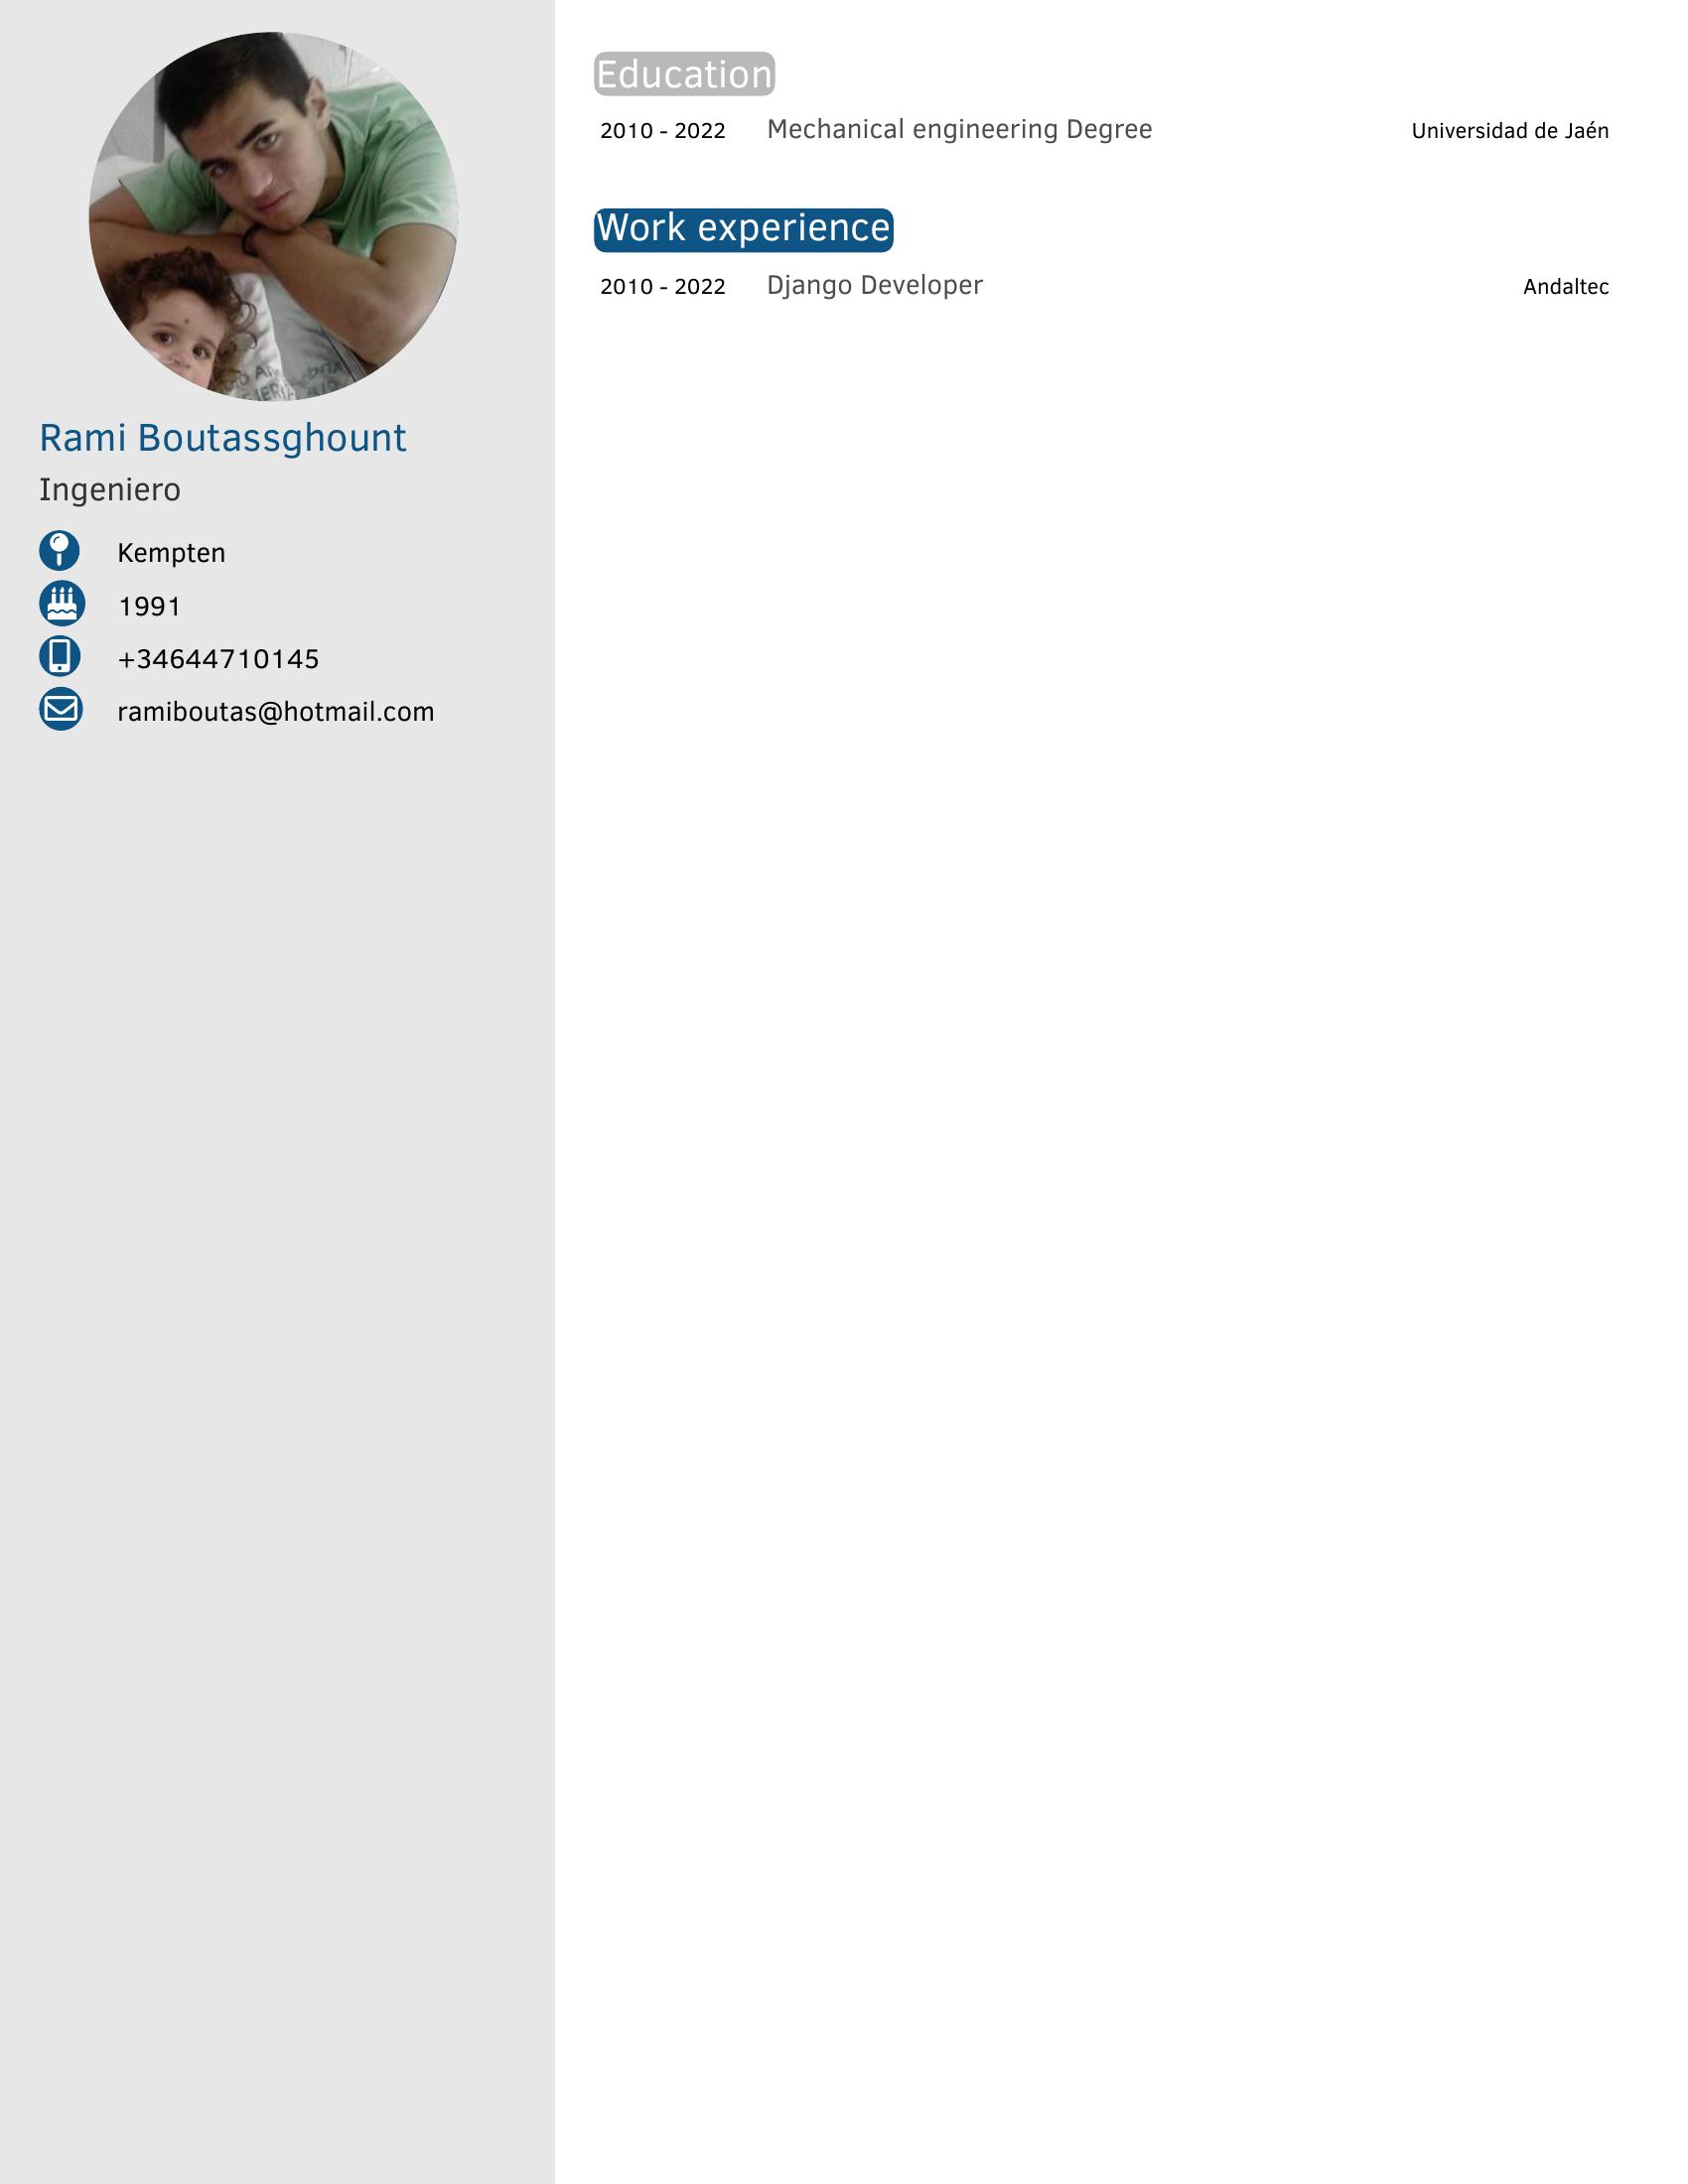 Rami Boutassghount
Ingeniero
Kempten
1991
+34644710145
ramiboutas@hotmail.com
Education
2010 - 2022 Mechanical engineering Degree Universidad de Jaén
Work experience
2010 - 2022 Django Developer Andaltec